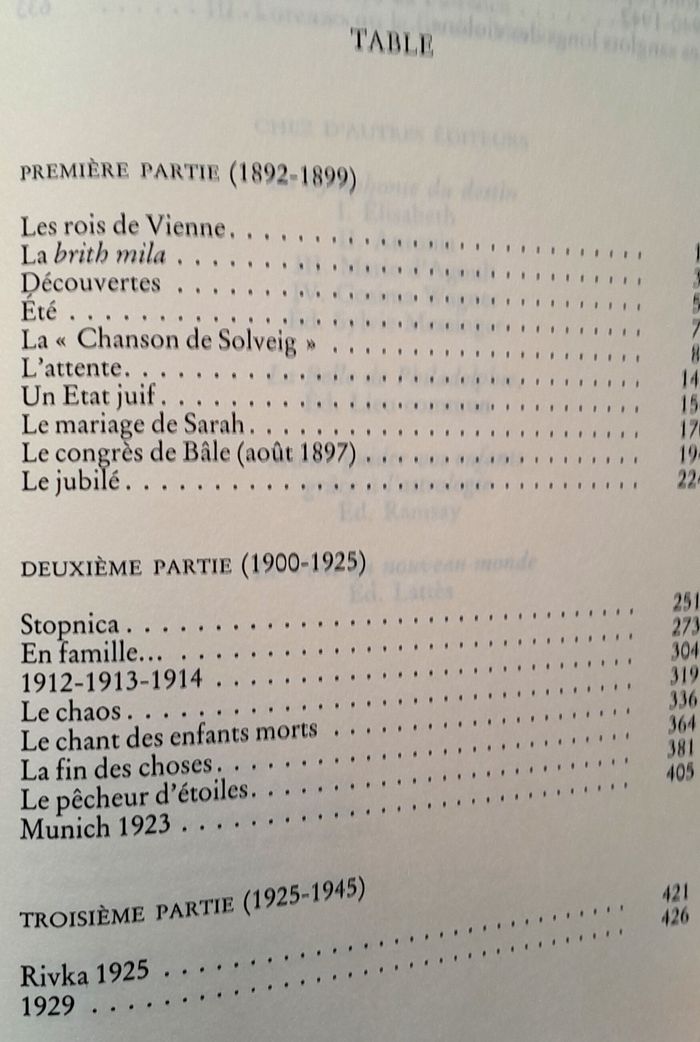 TABLE
PREMIÈRE PARTIE (1892-1899)
Les rois de Vienne
La brith mila
Découvertes
Été
La « Chanson de Solveig »
L'attente
Un Etat juif
Le mariage de Sarah
Le congrès de Bâle (août 1897)
Le jubilé
DEUXIÈME PARTIE (1900-1925)
Stopnica 251
En famille... 273
1912-1913-1914 304
Le chaos 319
Le chant des enfants morts 336
La fin des choses 364
Le pêcheur d'étoiles 381
Munich 1923 405
TROISIÈME PARTIE (1925-1945)
Rivka 1925 421
1929 426